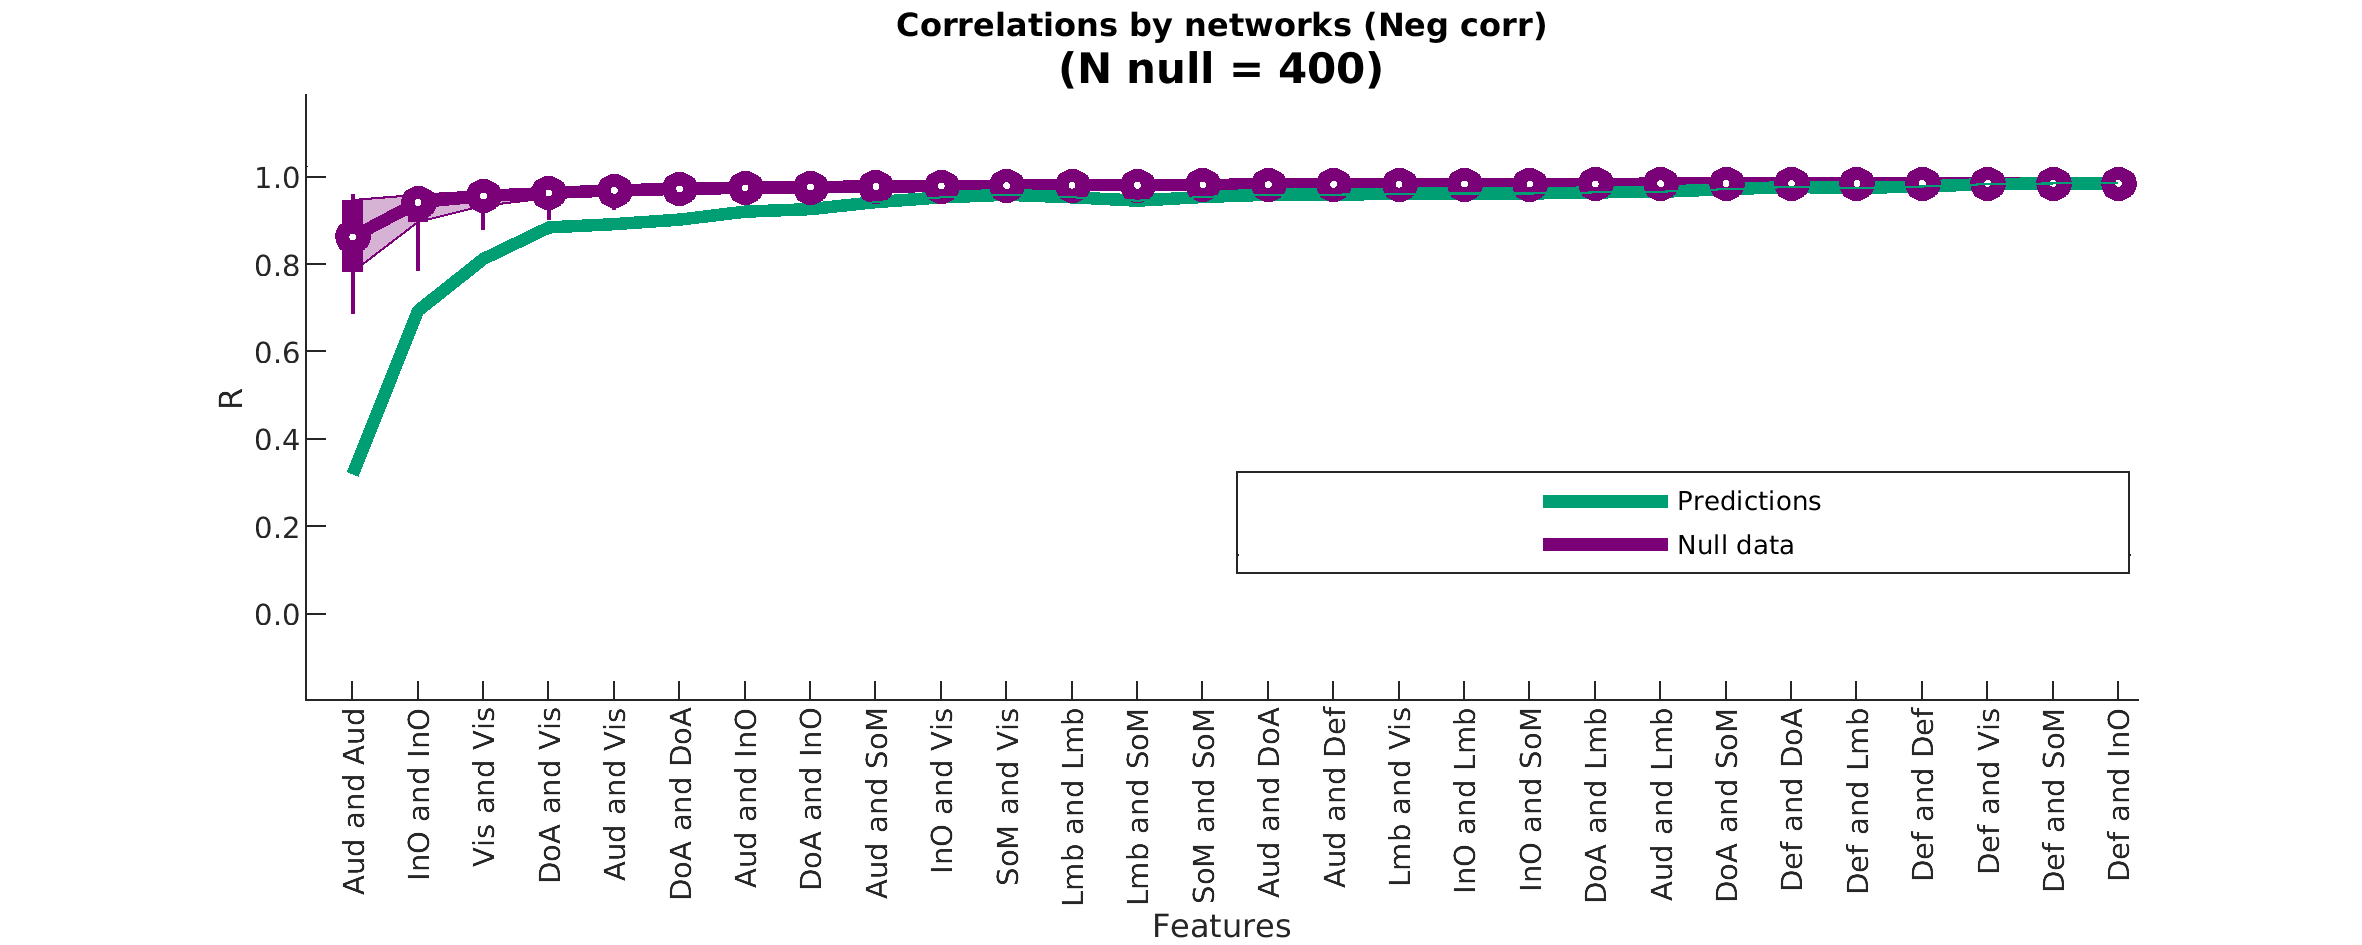 Correlations by networks (Neg corr)
(N null = 400)
1.0
0.8
0.6
0.4
0.2
0.0
R
Predictions
Null data
Aud and Aud
InO and InO
Vis and Vis
DoA and Vis
Aud and Vis
DoA and DoA
Aud and InO
DoA and InO
Aud and SoM
InO and Vis
SoM and Vis
Lmb and Lmb
Lmb and SoM
SoM and SoM
Aud and DoA
Aud and Def
Lmb and Vis
InO and Lmb
InO and SoM
DoA and Lmb
Aud and Lmb
DoA and SoM
Def and DoA
Def and Lmb
Def and Def
Def and Vis
Def and SoM
Def and InO
Features